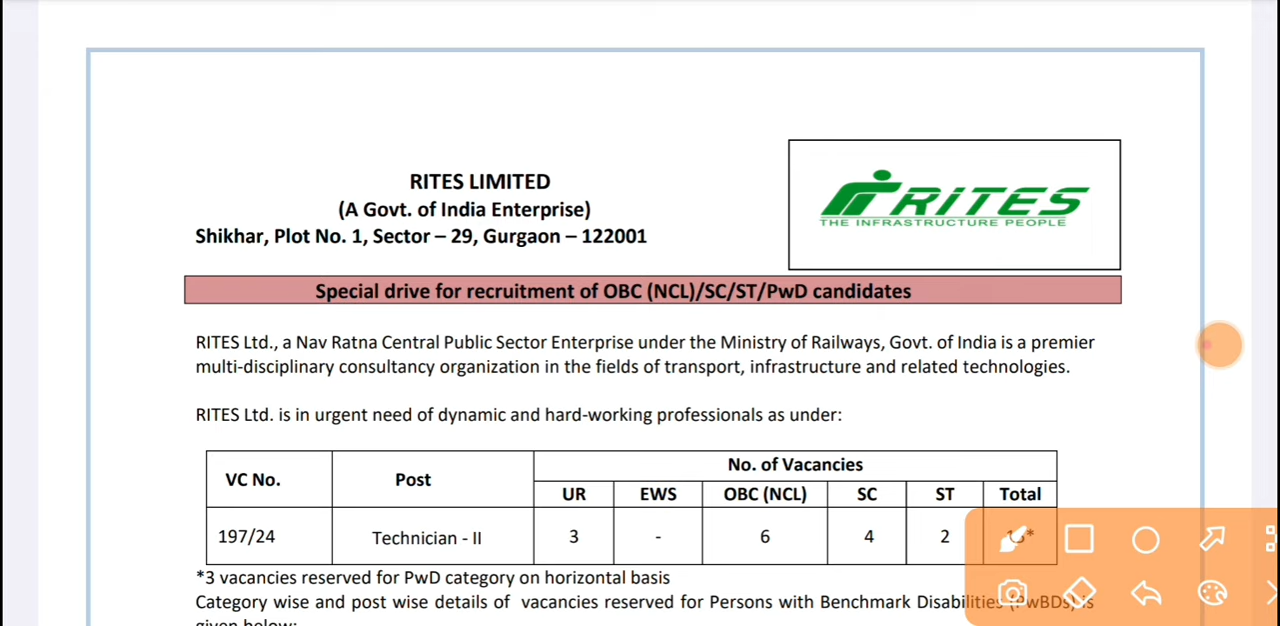 RITES LIMITED
(A Govt. of India Enterprise)
Shikhar, Plot No. 1, Sector – 29, Gurgaon – 122001
RITES
THE INFRASTRUCTURE PEOPLE
Special drive for recruitment of OBC (NCL)/SC/ST/PwD candidates
RITES Ltd., a Nav Ratna Central Public Sector Enterprise under the Ministry of Railways, Govt. of India is a premier
multi-disciplinary consultancy organization in the fields of transport, infrastructure and related technologies.
RITES Ltd. is in urgent need of dynamic and hard-working professionals as under:
VC No. Post No. of Vacancies
UR EWS OBC (NCL) SC ST Total
197/24 Technician - II 3 - 6 4 2
*3 vacancies reserved for PwD category on horizontal basis
Category wise and post wise details of vacancies reserved for Persons with Benchmark Disabilities (PwBDs) is
given below: